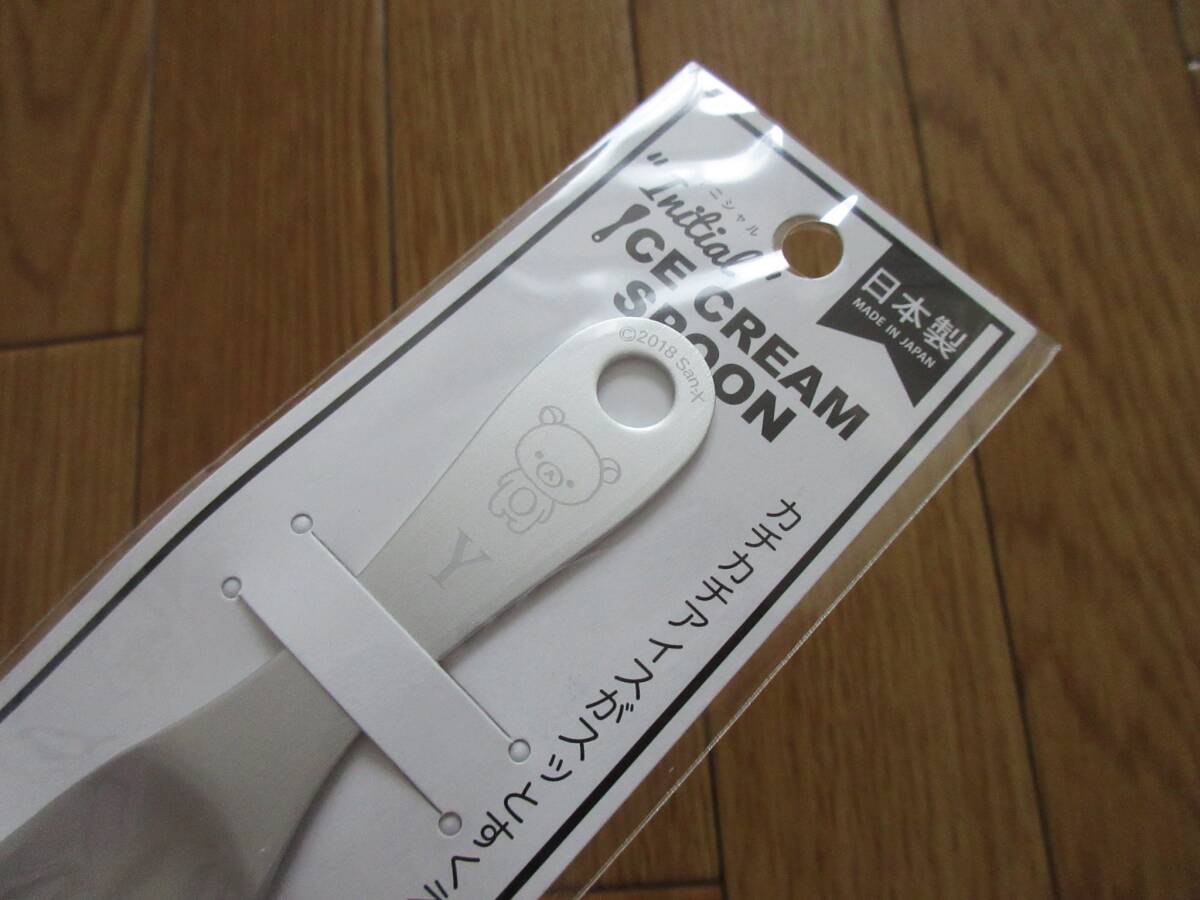 ニシャル
"Initial"
ICE CREAM
SPOON
日本製
MADE IN JAPAN
©2018 San-X
Y
カチカチアイスがスッとすく